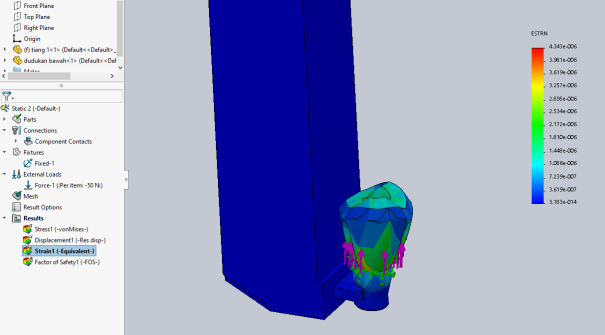 Front Plane
Top Plane
Right Plane
Origin
(f) tiang 1<1> (Default<<Default>_
dudukan bawah<1> (Default<<Def
Mates
Static 2 (-Default-)
Parts
Connections
Component Contacts
Fixtures
Fixed-1
External Loads
Force-1 (:Per item: -50 N:)
Mesh
Result Options
Results
Stress1 (-vonMises-)
Displacement1 (-Res disp-)
Strain1 (-Equivalent-)
Factor of Safety1 (-FOS-)
ESTRN
4.343e-006
3.981e-006
3.619e-006
3.257e-006
2.895e-006
2.534e-006
2.172e-006
1.810e-006
1.448e-006
1.086e-006
7.239e-007
3.619e-007
3.783e-014